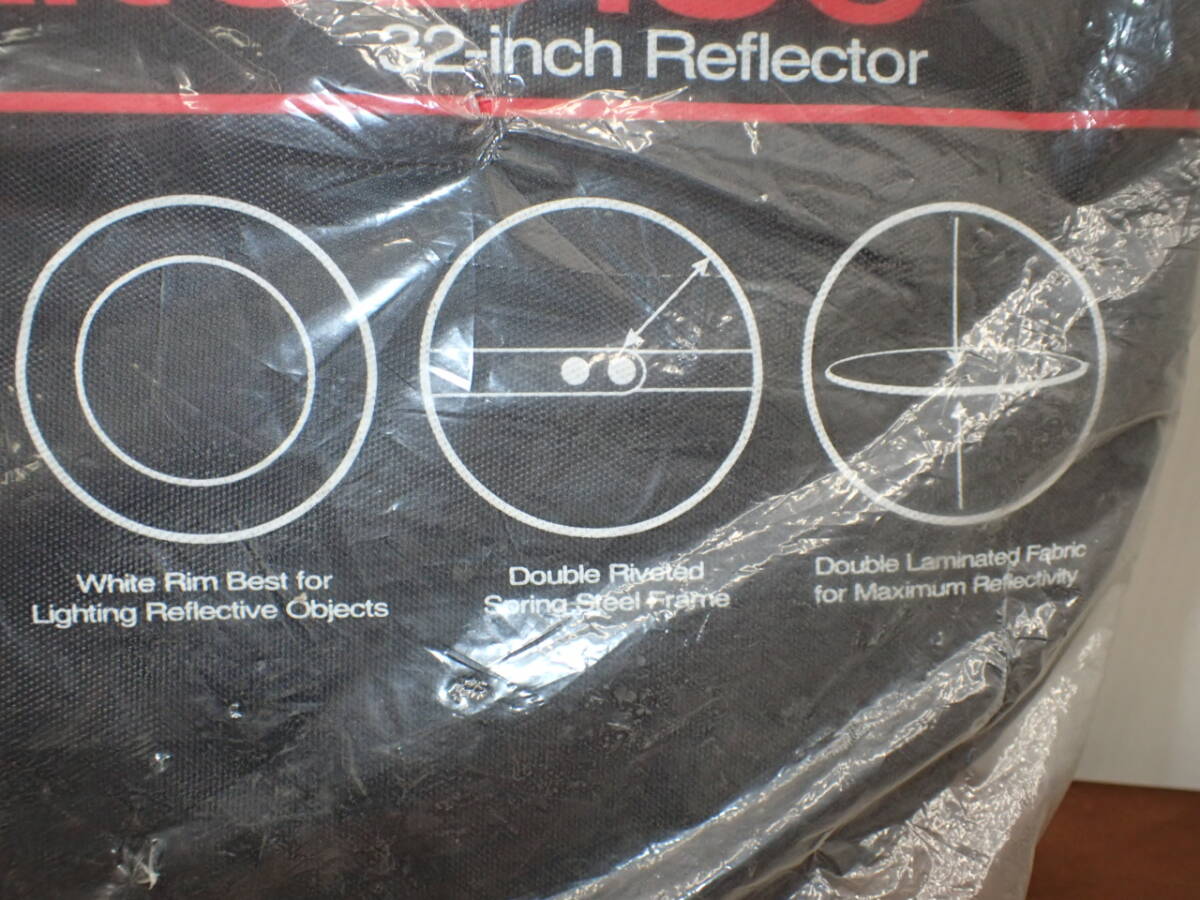 32-inch Reflector
White Rim Best for
Lighting Reflective Objects
Double Riveted
Spring Steel Frame
Double Laminated Fabric
for Maximum Reflectivity